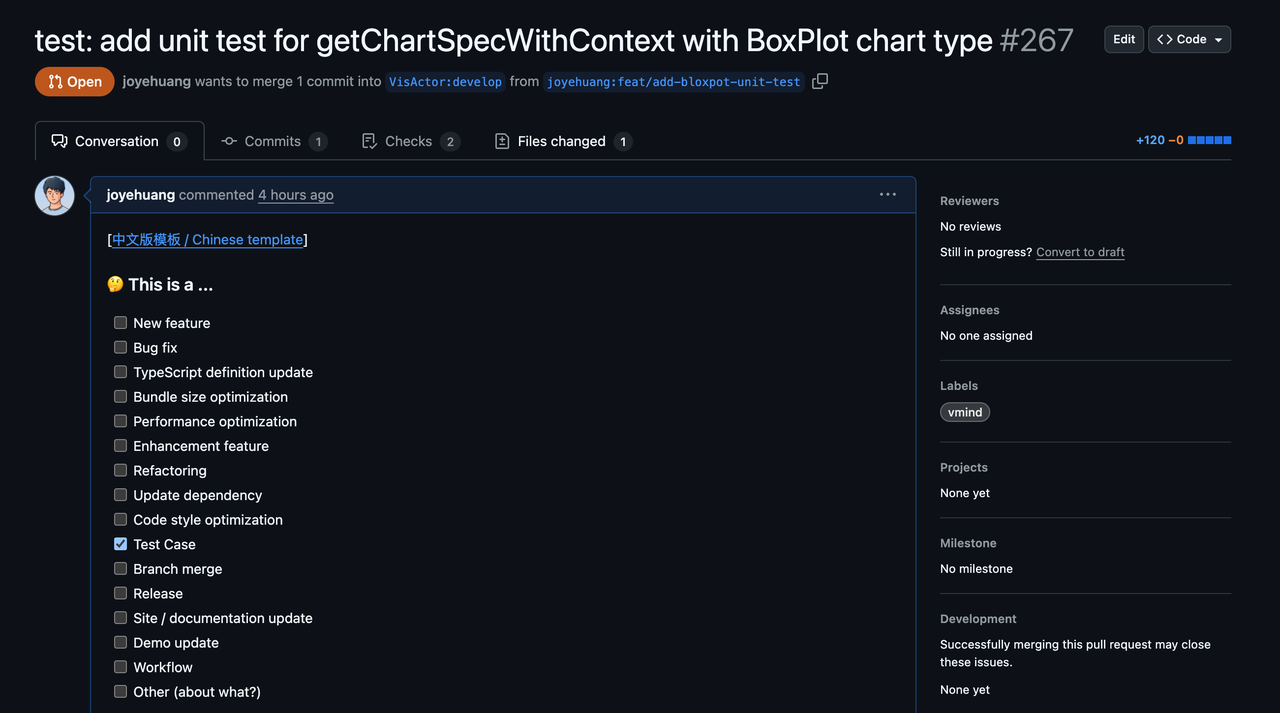 test: add unit test for getChartSpecWithContext with BoxPlot chart type #267
Edit
<> Code
Open
joyehuang wants to merge 1 commit into VisActor:develop from joyehuang:feat/add-bloxpot-unit-test
Conversation 0
Commits 1
Checks 2
Files changed 1
+120 −0
joyehuang commented 4 hours ago
[中文版模板 / Chinese template]
🤔 This is a ...
New feature
Bug fix
TypeScript definition update
Bundle size optimization
Performance optimization
Enhancement feature
Refactoring
Update dependency
Code style optimization
Test Case
Branch merge
Release
Site / documentation update
Demo update
Workflow
Other (about what?)
Reviewers
No reviews
Still in progress? Convert to draft
Assignees
No one assigned
Labels
vmind
Projects
None yet
Milestone
No milestone
Development
Successfully merging this pull request may close
these issues.
None yet